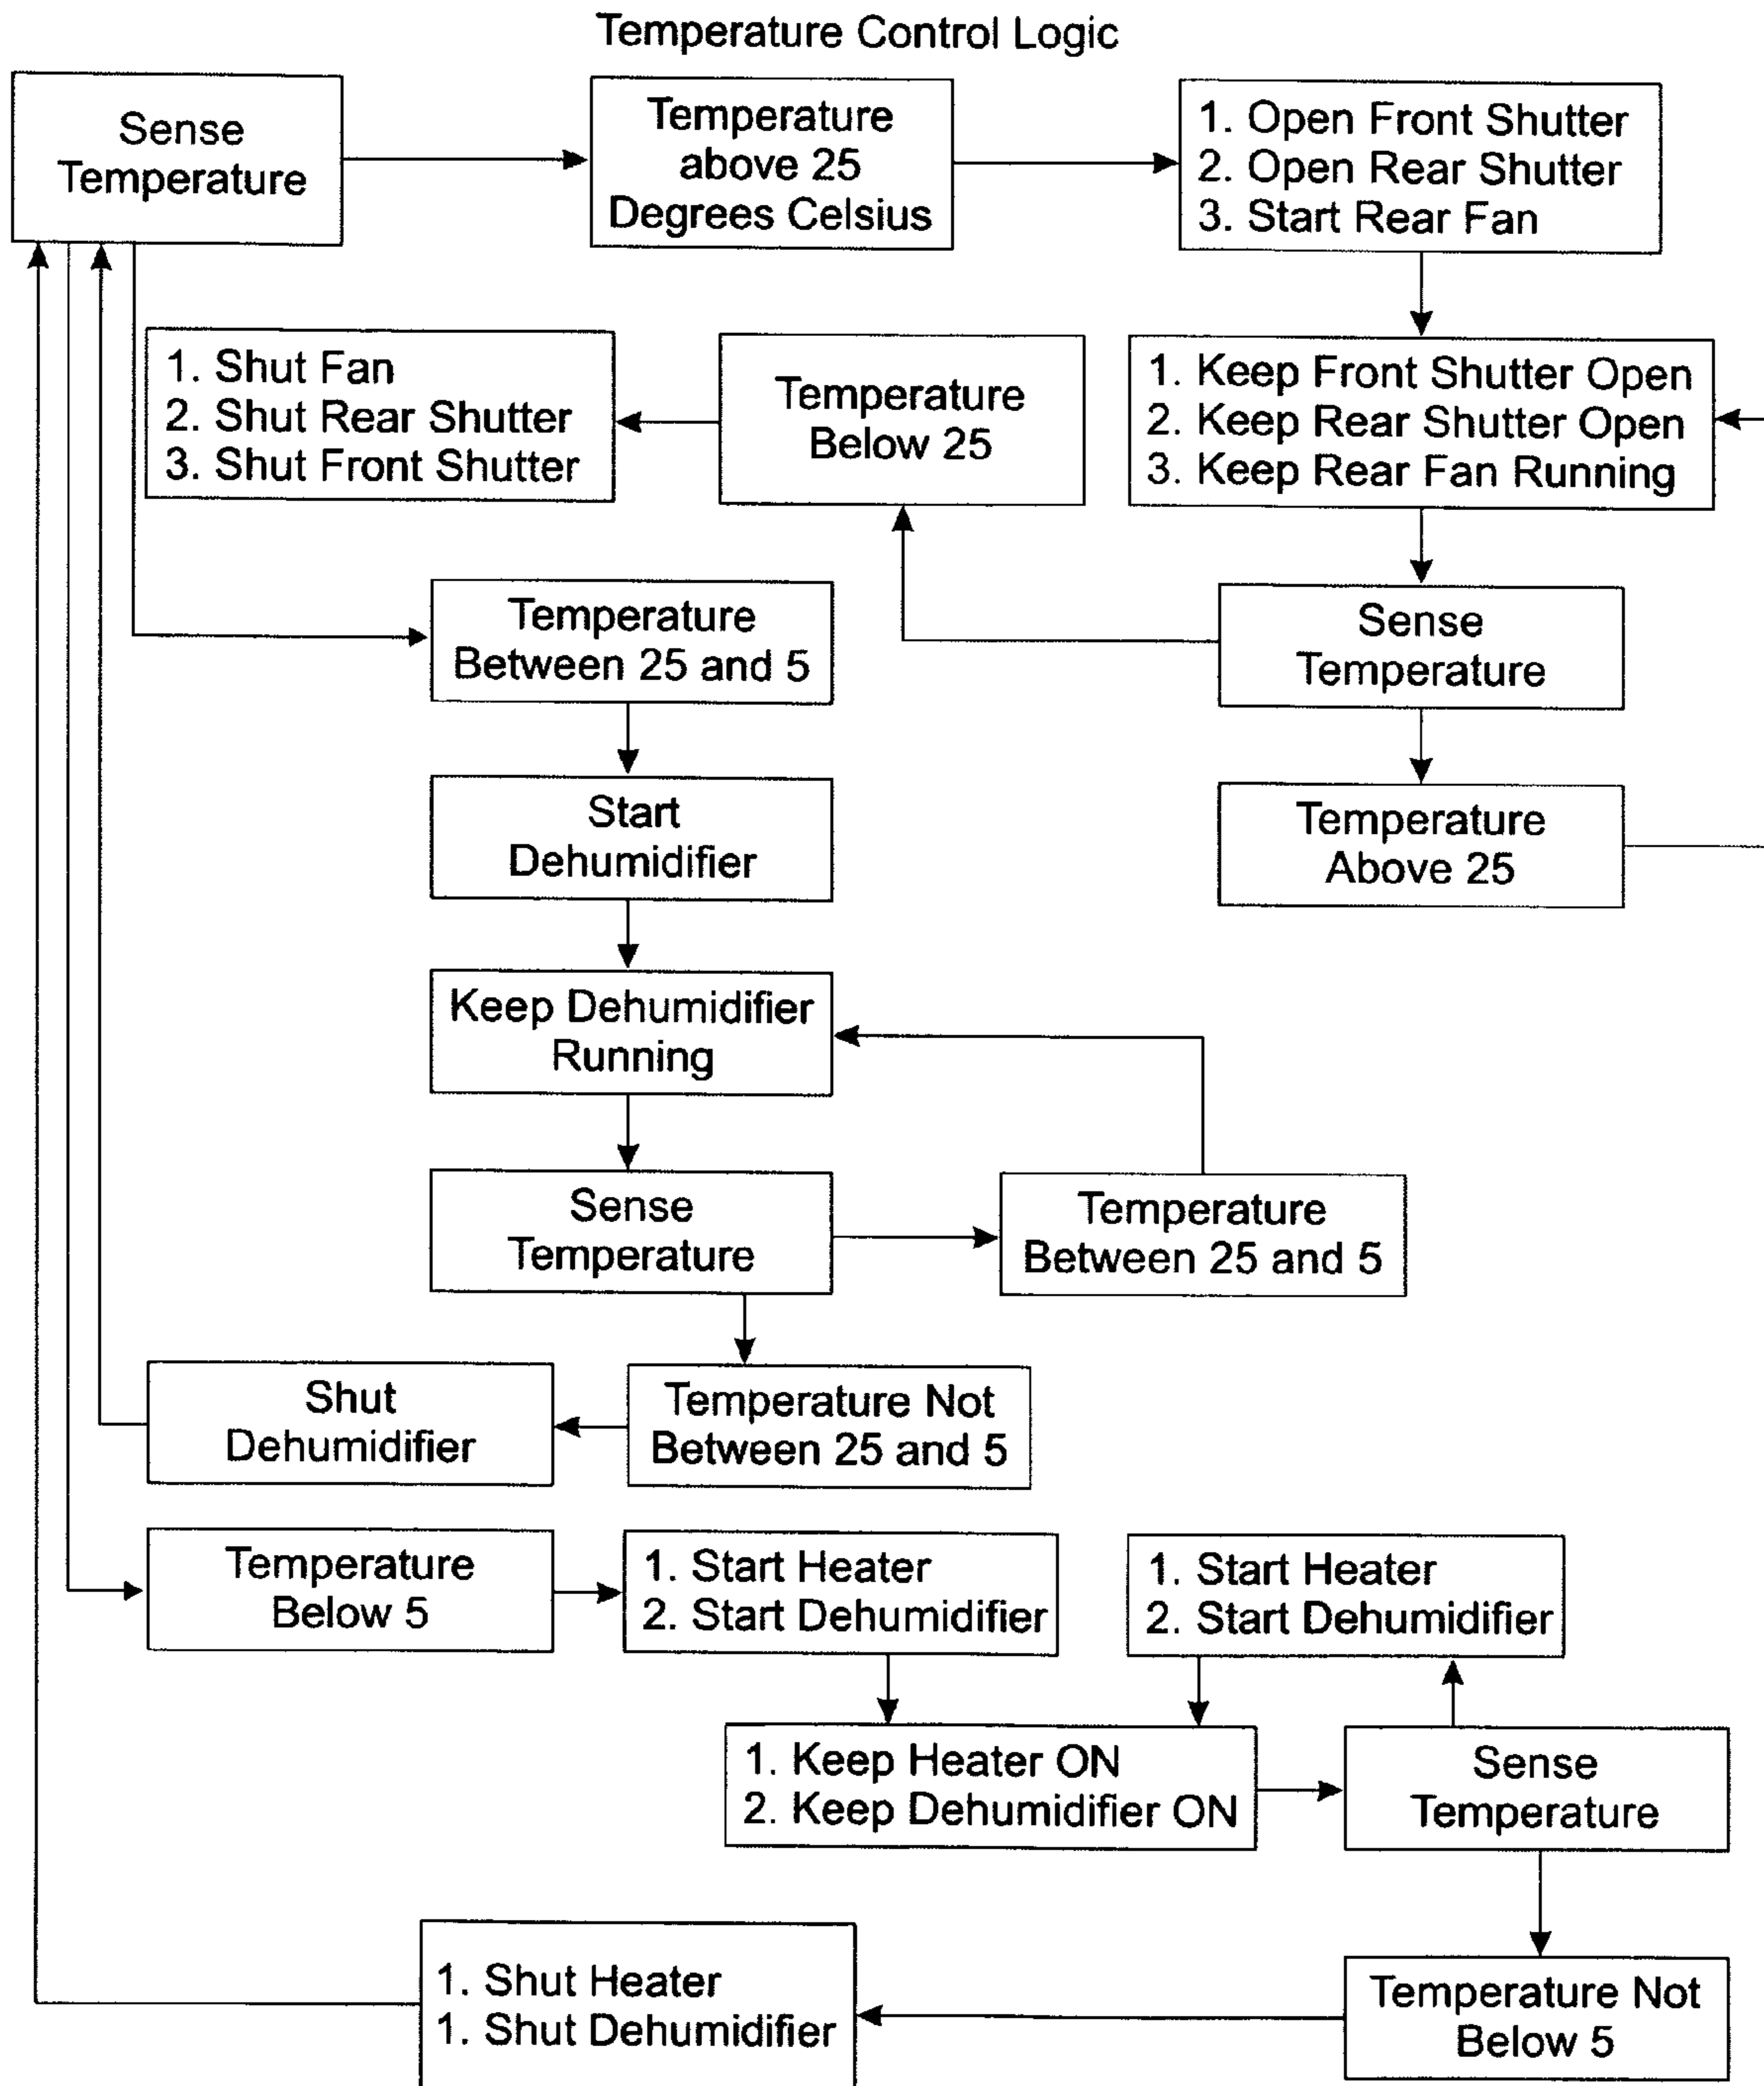 Temperature Control Logic
Sense
Temperature
Temperature
above 25
Degrees Celsius
1. Open Front Shutter
2. Open Rear Shutter
3. Start Rear Fan
1. Shut Fan
2. Shut Rear Shutter
3. Shut Front Shutter
Temperature
Below 25
1. Keep Front Shutter Open
2. Keep Rear Shutter Open
3. Keep Rear Fan Running
Temperature
Between 25 and 5
Sense
Temperature
Start
Dehumidifier
Temperature
Above 25
Keep Dehumidifier
Running
Sense
Temperature
Temperature
Between 25 and 5
Shut
Dehumidifier
Temperature Not
Between 25 and 5
Temperature
Below 5
1. Start Heater
2. Start Dehumidifier
1. Start Heater
2. Start Dehumidifier
1. Keep Heater ON
2. Keep Dehumidifier ON
Sense
Temperature
1. Shut Heater
1. Shut Dehumidifier
Temperature Not
Below 5